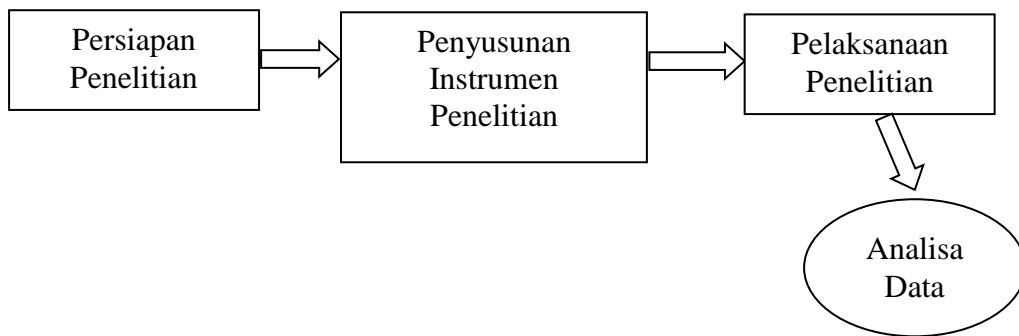 Persiapan
Penelitian
Penyusunan
Instrumen
Penelitian
Pelaksanaan
Penelitian
Analisa
Data